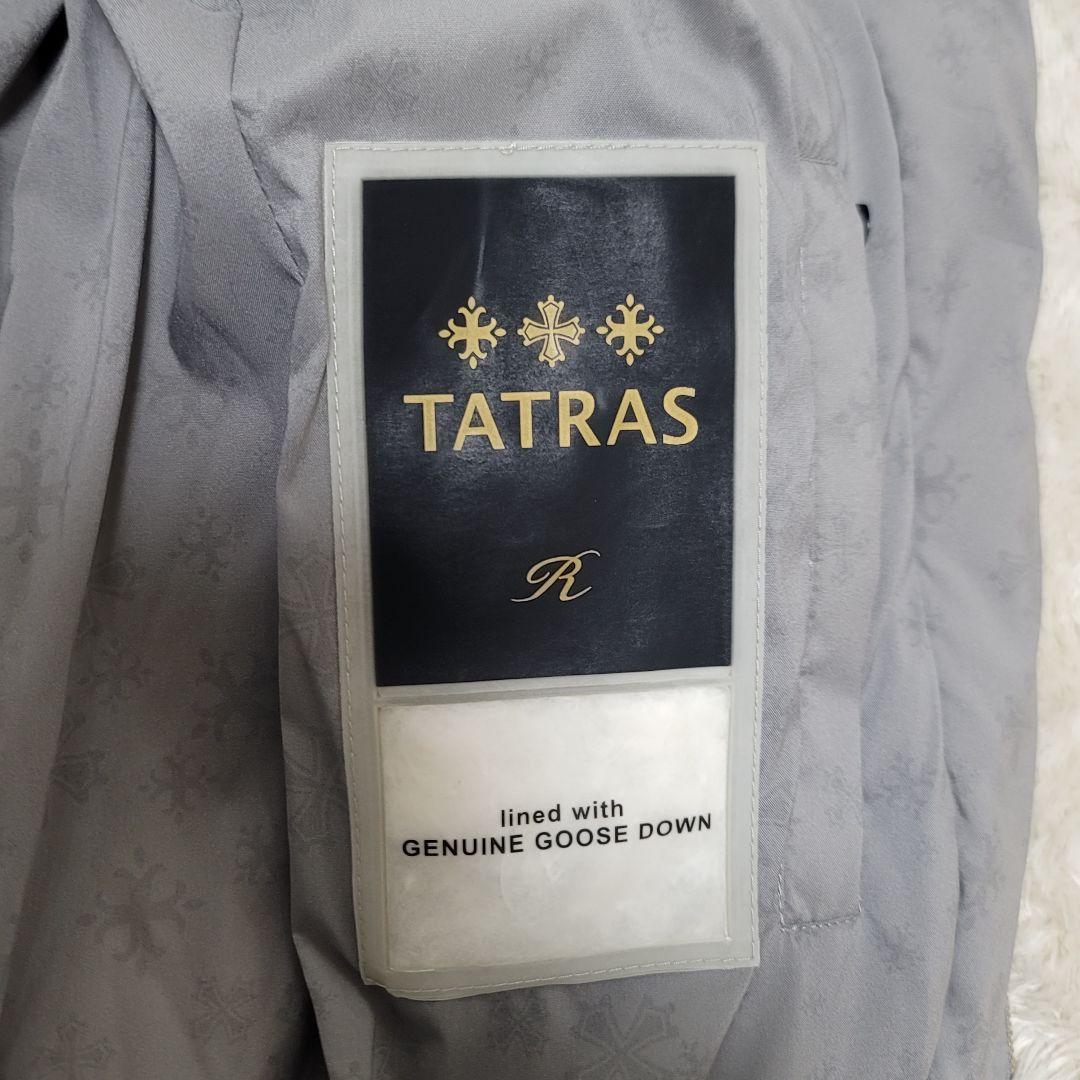 TATRAS
R
lined with
GENUINE GOOSE DOWN